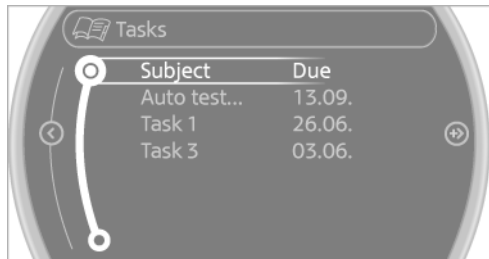 Tasks
Subject Due
Auto test... 13.09.
Task 1 26.06.
Task 3 03.06.